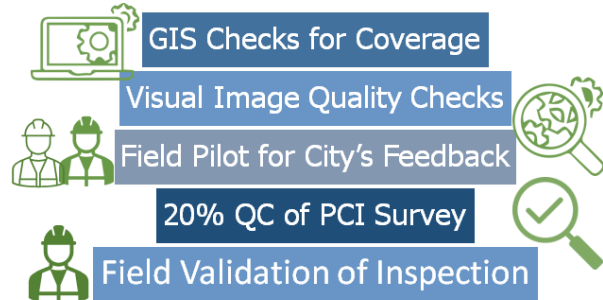 GIS Checks for Coverage
Visual Image Quality Checks
Field Pilot for City's Feedback
20% QC of PCI Survey
Field Validation of Inspection